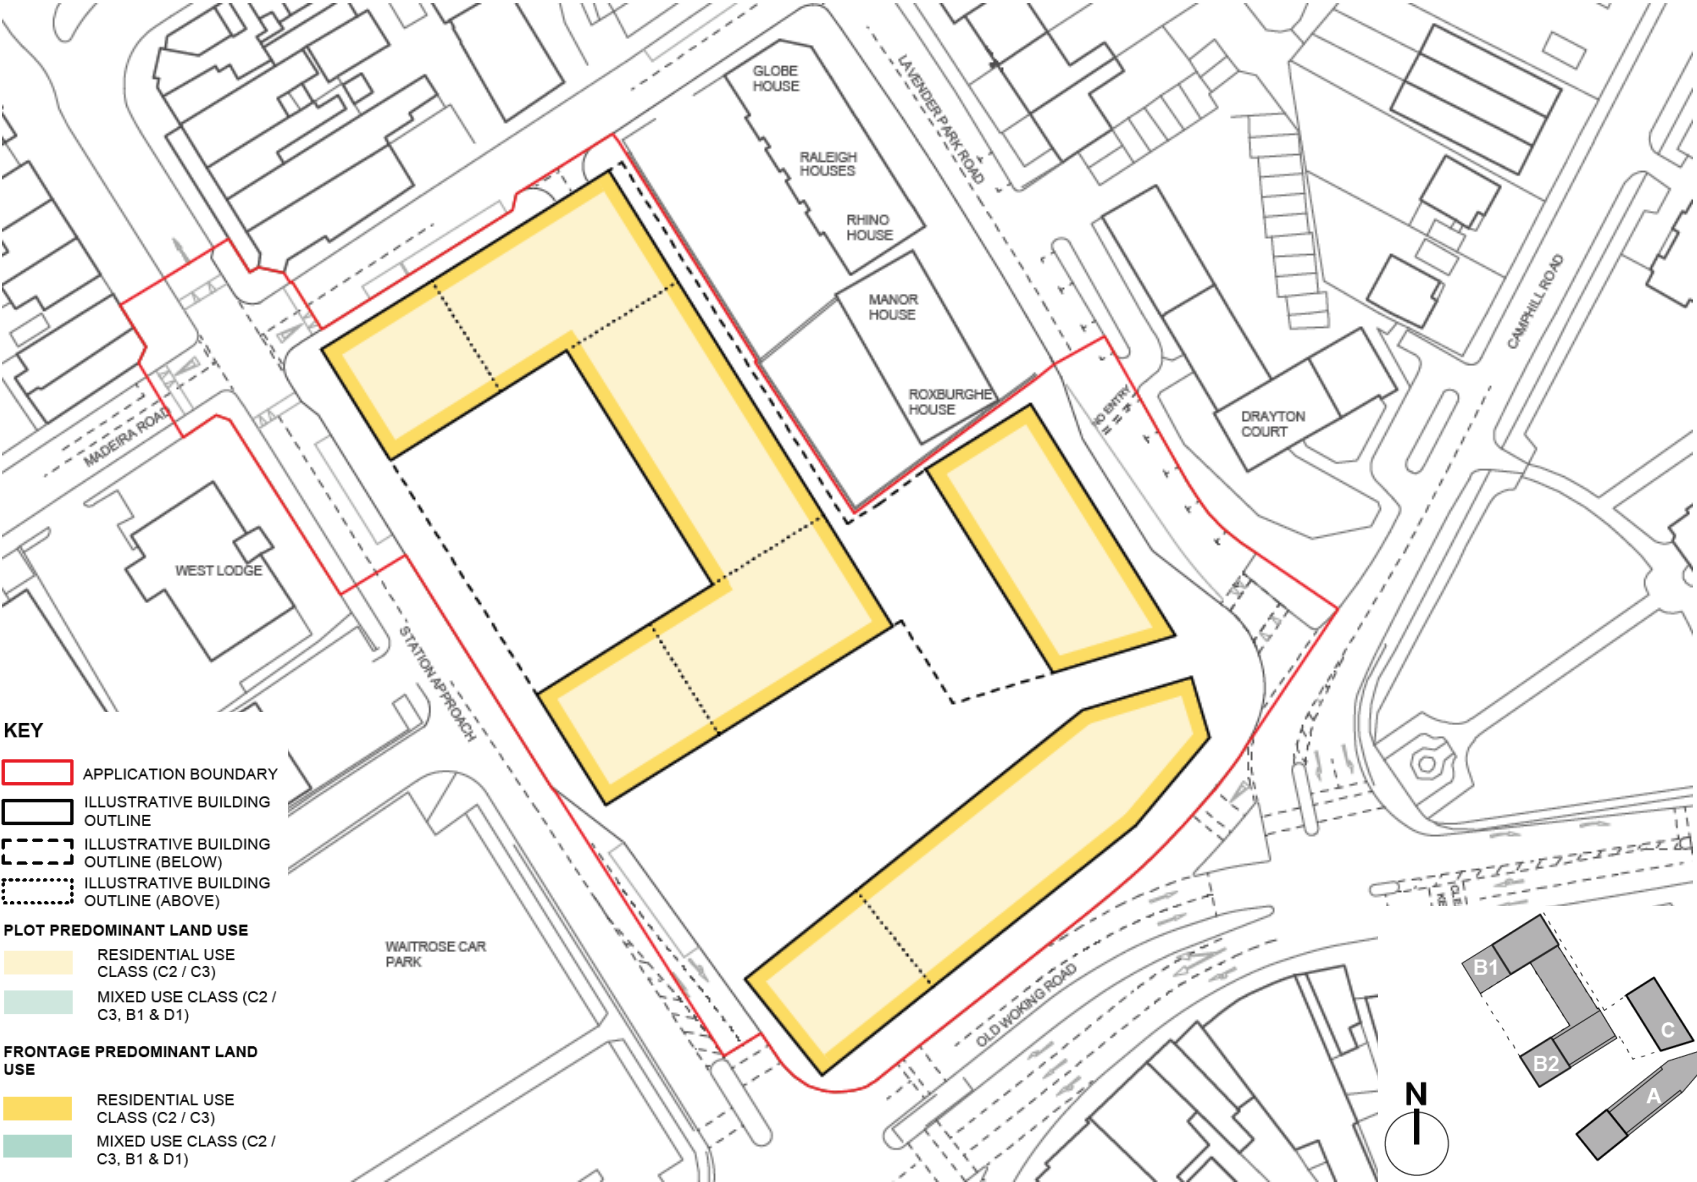 GLOBE
HOUSE
LAVENDER PARK ROAD
RALEIGH
HOUSES
RHINO
HOUSE
MANOR
HOUSE
CAMPHILL ROAD
ROXBURGHE
HOUSE
NO ENTRY
DRAYTON
COURT
MADEIRA ROAD
WEST LODGE
STATION APPROACH
WAITROSE CAR
PARK
OLD WOKING ROAD
KEY
APPLICATION BOUNDARY
ILLUSTRATIVE BUILDING
OUTLINE
ILLUSTRATIVE BUILDING
OUTLINE (BELOW)
ILLUSTRATIVE BUILDING
OUTLINE (ABOVE)
PLOT PREDOMINANT LAND USE
RESIDENTIAL USE
CLASS (C2 / C3)
MIXED USE CLASS (C2 /
C3, B1 & D1)
FRONTAGE PREDOMINANT LAND
USE
RESIDENTIAL USE
CLASS (C2 / C3)
MIXED USE CLASS (C2 /
C3, B1 & D1)
B1
C
B2
A
N